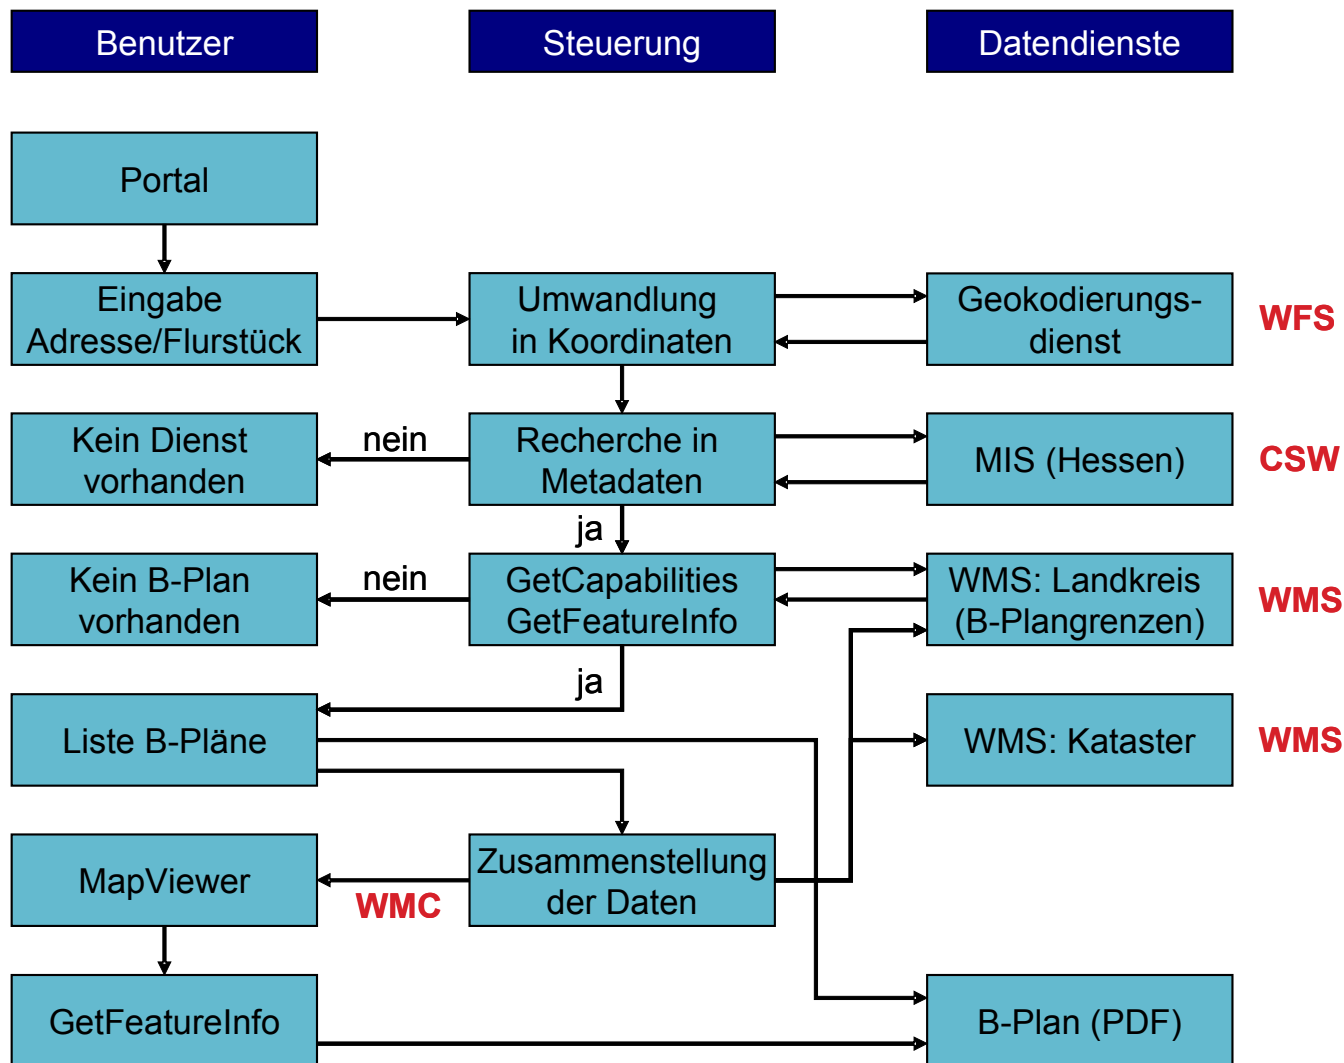 Benutzer
Steuerung
Datendienste
Portal
Eingabe
Adresse/Flurstück
Umwandlung
in Koordinaten
Geokodierungs-
dienst
WFS
Kein Dienst
vorhanden
nein
Recherche in
Metadaten
MIS (Hessen)
CSW
ja
Kein B-Plan
vorhanden
nein
GetCapabilities
GetFeatureInfo
WMS: Landkreis
(B-Plangrenzen)
WMS
ja
Liste B-Pläne
WMS: Kataster
WMS
MapViewer
WMC
Zusammenstellung
der Daten
GetFeatureInfo
B-Plan (PDF)